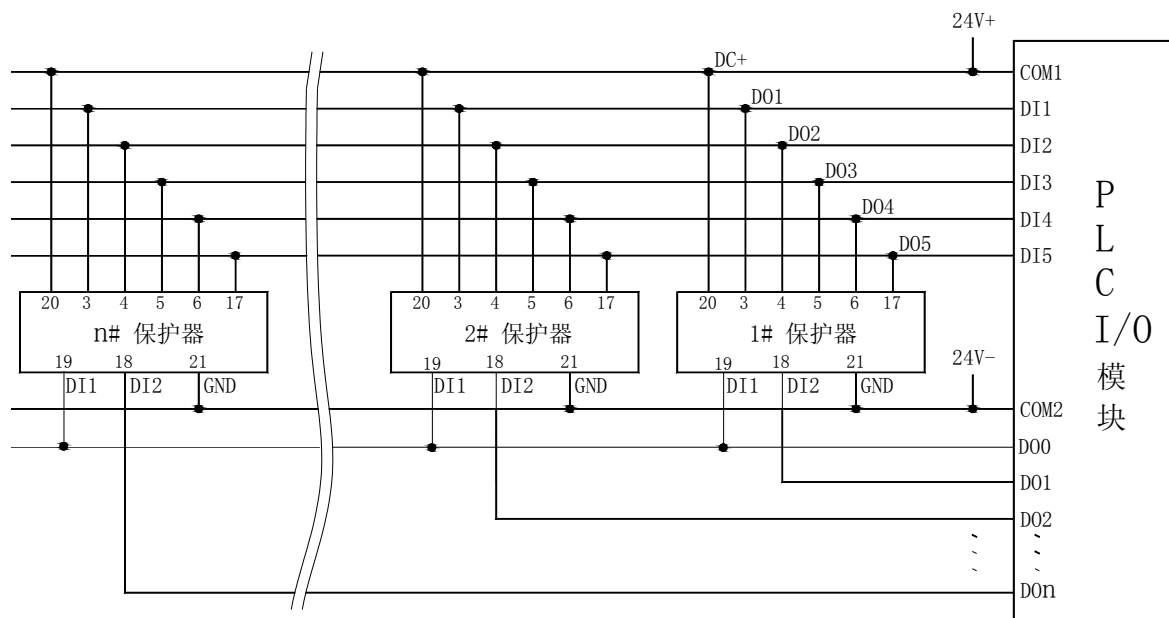 24V+
DC+
COM1
DO1
DI1
DO2
DI2
DO3
DI3
DO4
DI4
DO5
DI5
20 3 4 5 6 17
20 3 4 5 6 17
20 3 4 5 6 17
n# 保护器
2# 保护器
1# 保护器
19 18 21
19 18 21
19 18 21
DI1 DI2 GND
DI1 DI2 GND
DI1 DI2 GND
24V-
COM2
DO0
DO1
DO2
DOn
P
L
C
I/O
模
块